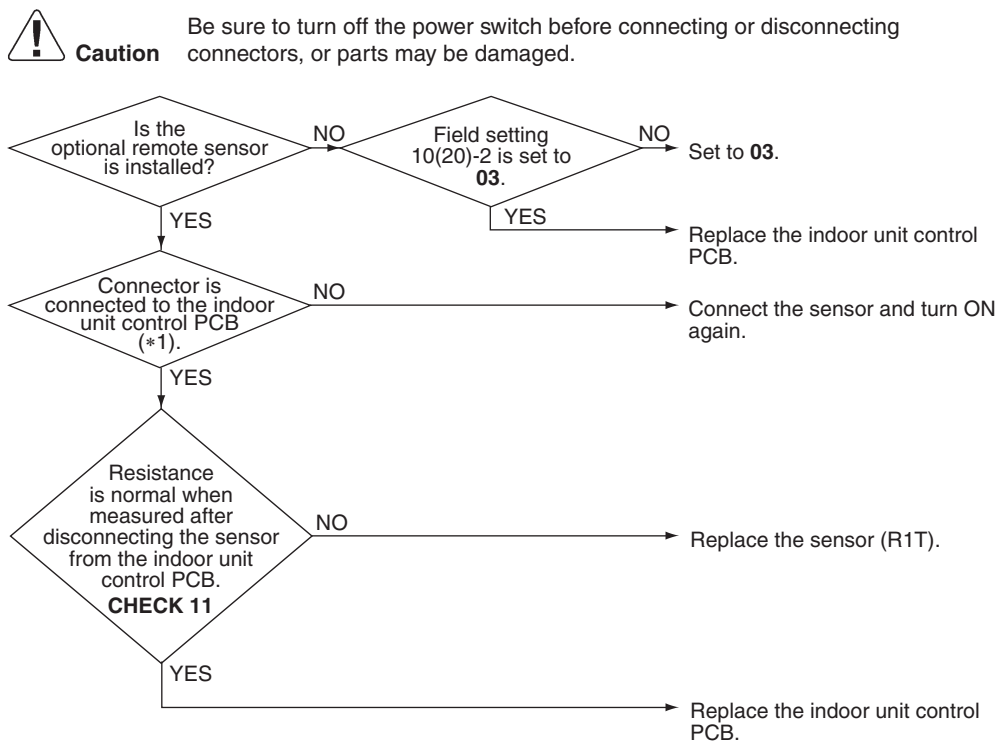 Be sure to turn off the power switch before connecting or disconnecting
Caution connectors, or parts may be damaged.
Is the
optional remote sensor
is installed?
NO
Field setting
10(20)-2 is set to
03.
NO
Set to 03.
YES
YES
Replace the indoor unit control
PCB.
Connector is
connected to the indoor
unit control PCB
(*1).
NO
Connect the sensor and turn ON
again.
YES
Resistance
is normal when
measured after
disconnecting the sensor
from the indoor unit
control PCB.
CHECK 11
NO
Replace the sensor (R1T).
YES
Replace the indoor unit control
PCB.